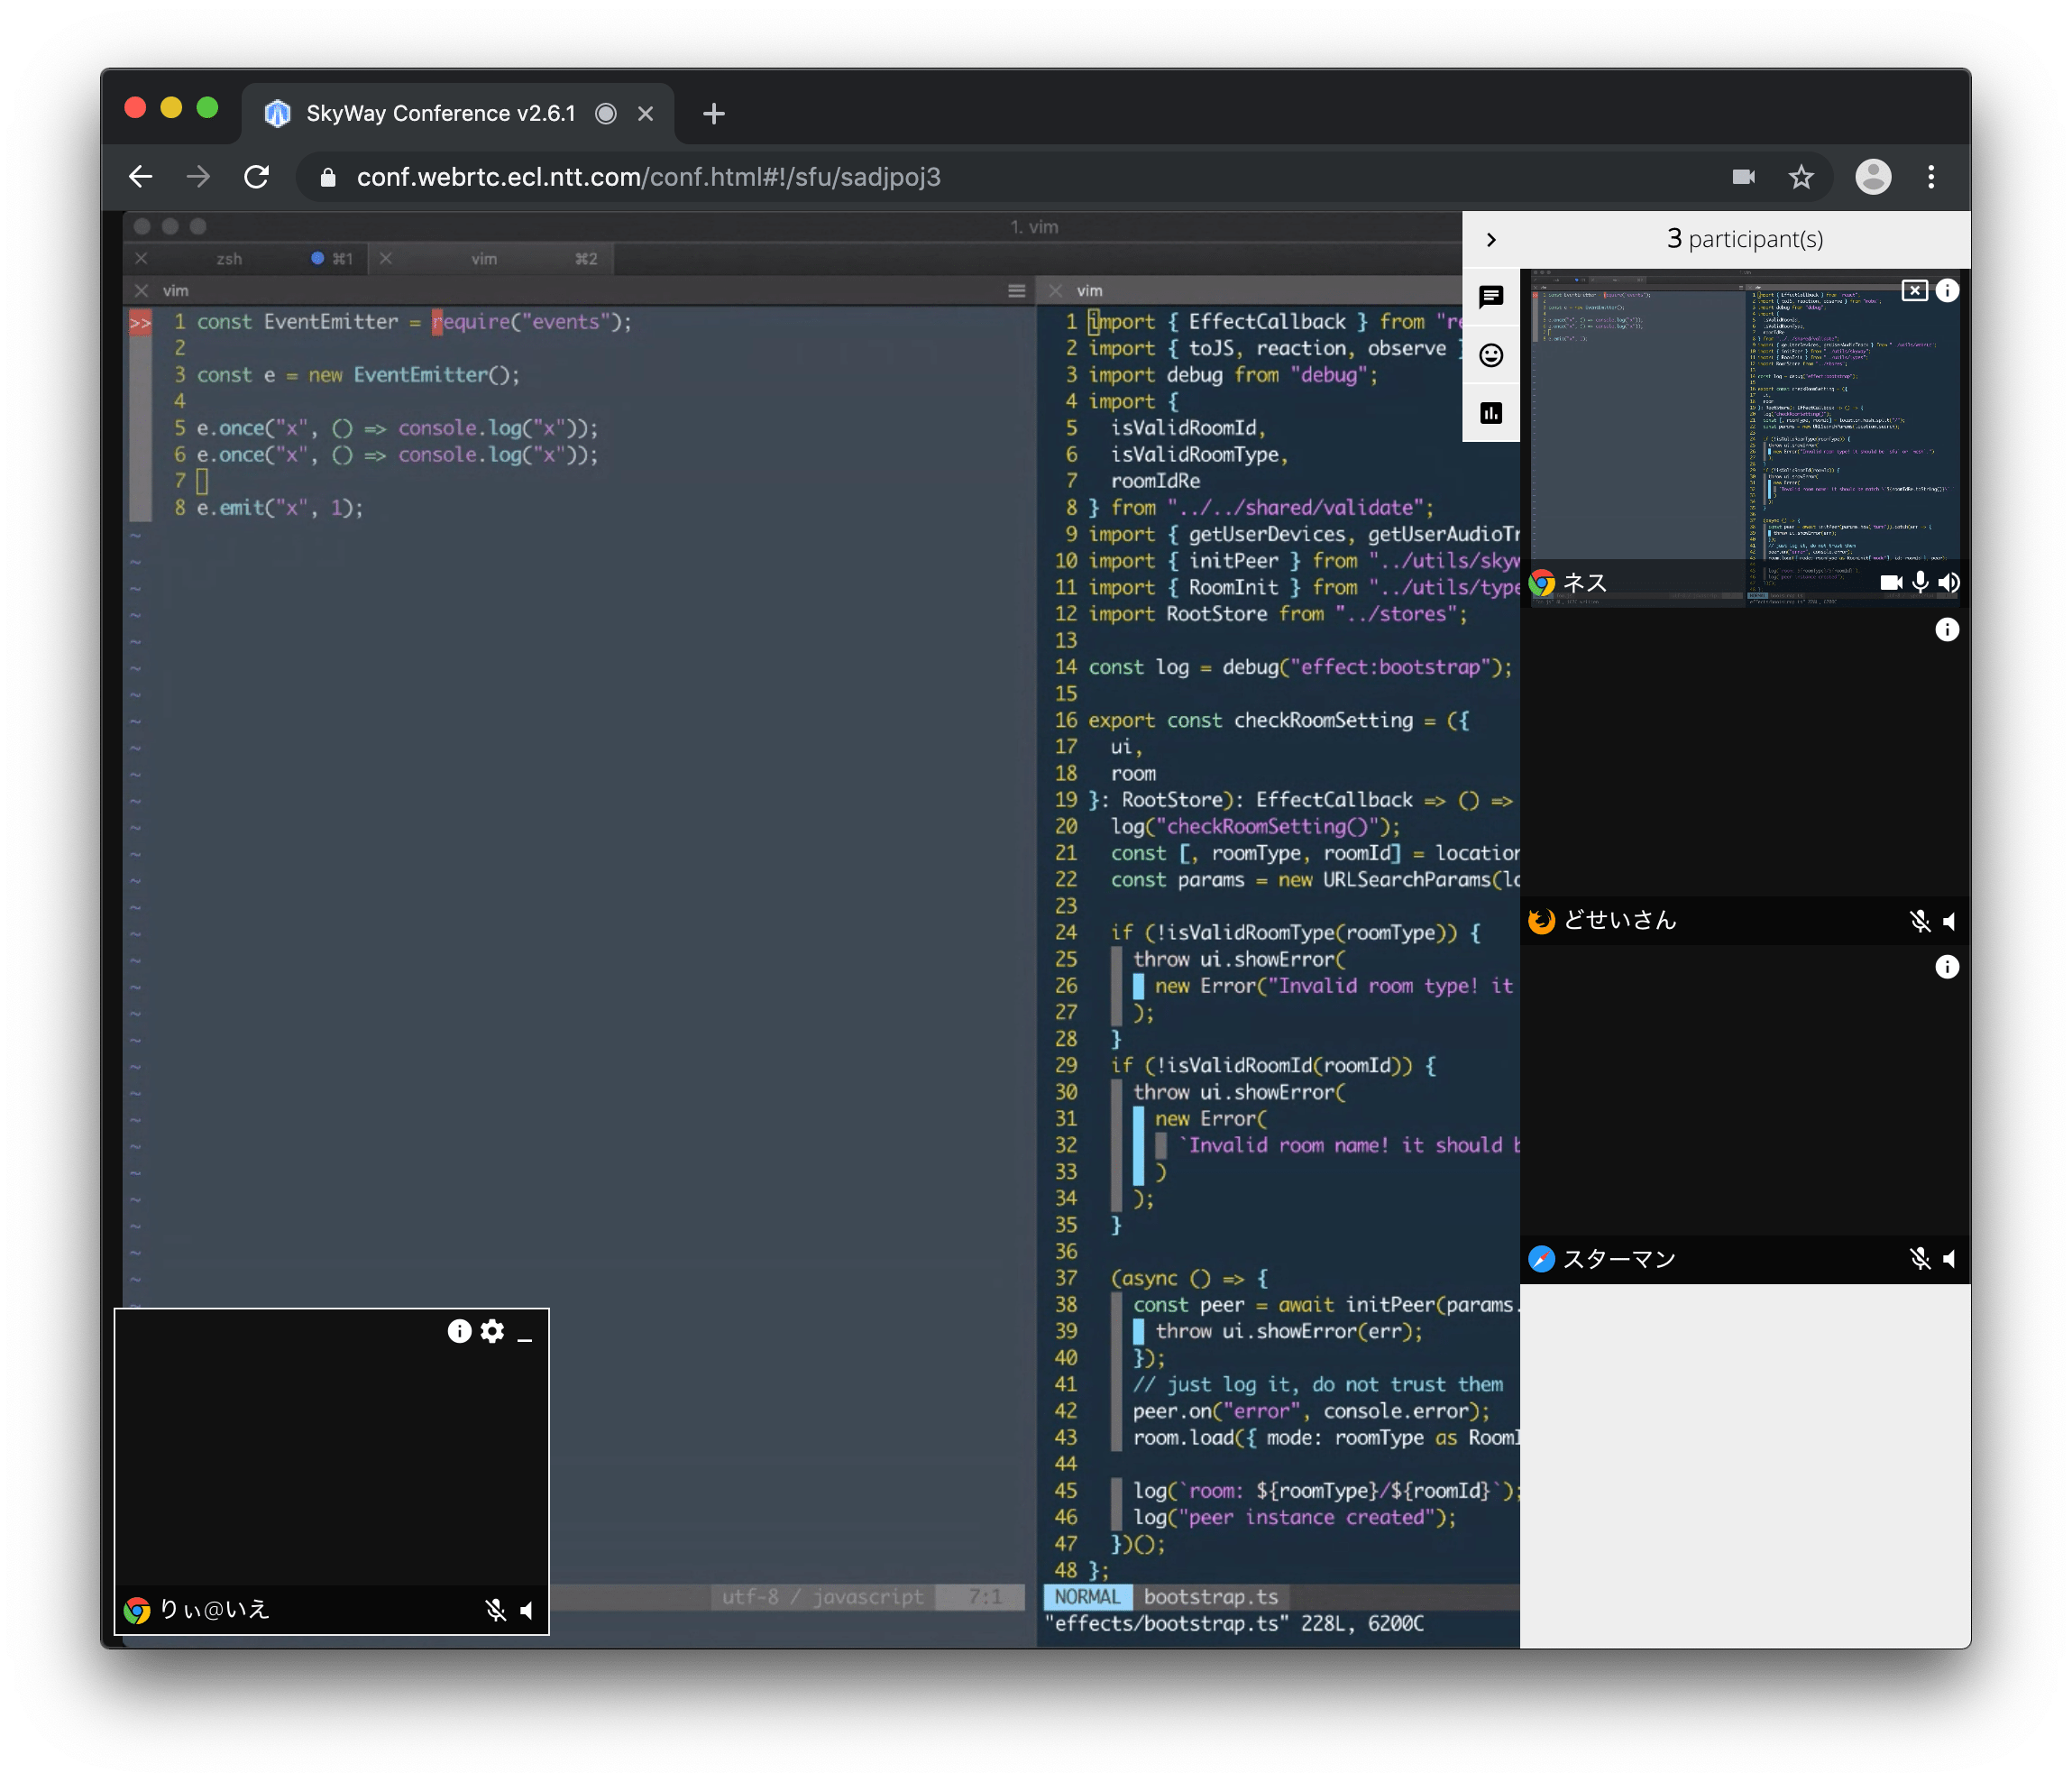 SkyWay Conference v2.6.1
conf.webrtc.ecl.ntt.com/conf.html#!/sfu/sadjpoj3
1. vim
zsh ⌘1 vim ⌘2
vim
>> 1 const EventEmitter = require("events");
2
3 const e = new EventEmitter();
4
5 e.once("x", () => console.log("x"));
6 e.once("x", () => console.log("x"));
7
8 e.emit("x", 1);
utf-8 / javascript 7:1
vim
1 import { EffectCallback } from "re
2 import { toJS, reaction, observe }
3 import debug from "debug";
4 import {
5 isValidRoomId,
6 isValidRoomType,
7 roomIdRe
8 } from "../../shared/validate";
9 import { getUserDevices, getUserAudioTr
10 import { initPeer } from "../utils/skyw
11 import { RoomInit } from "../utils/type
12 import RootStore from "../stores";
13
14 const log = debug("effect:bootstrap");
15
16 export const checkRoomSetting = ({
17 ui,
18 room
19 }: RootStore): EffectCallback => () =>
20 log("checkRoomSetting()");
21 const [, roomType, roomId] = location
22 const params = new URLSearchParams(lo
23
24 if (!isValidRoomType(roomType)) {
25 throw ui.showError(
26 new Error("Invalid room type! it
27 );
28 }
29 if (!isValidRoomId(roomId)) {
30 throw ui.showError(
31 new Error(
32 `Invalid room name! it should b
33 )
34 );
35 }
36
37 (async () => {
38 const peer = await initPeer(params.
39 throw ui.showError(err);
40 });
41 // just log it, do not trust them
42 peer.on("error", console.error);
43 room.load({ mode: roomType as RoomI
44
45 log(`room: ${roomType}/${roomId}`);
46 log("peer instance created");
47 })();
48 };
NORMAL bootstrap.ts
"effects/bootstrap.ts" 228L, 6200C
3 participant(s)
ネス
どせいさん
スターマン
りぃ@いえ